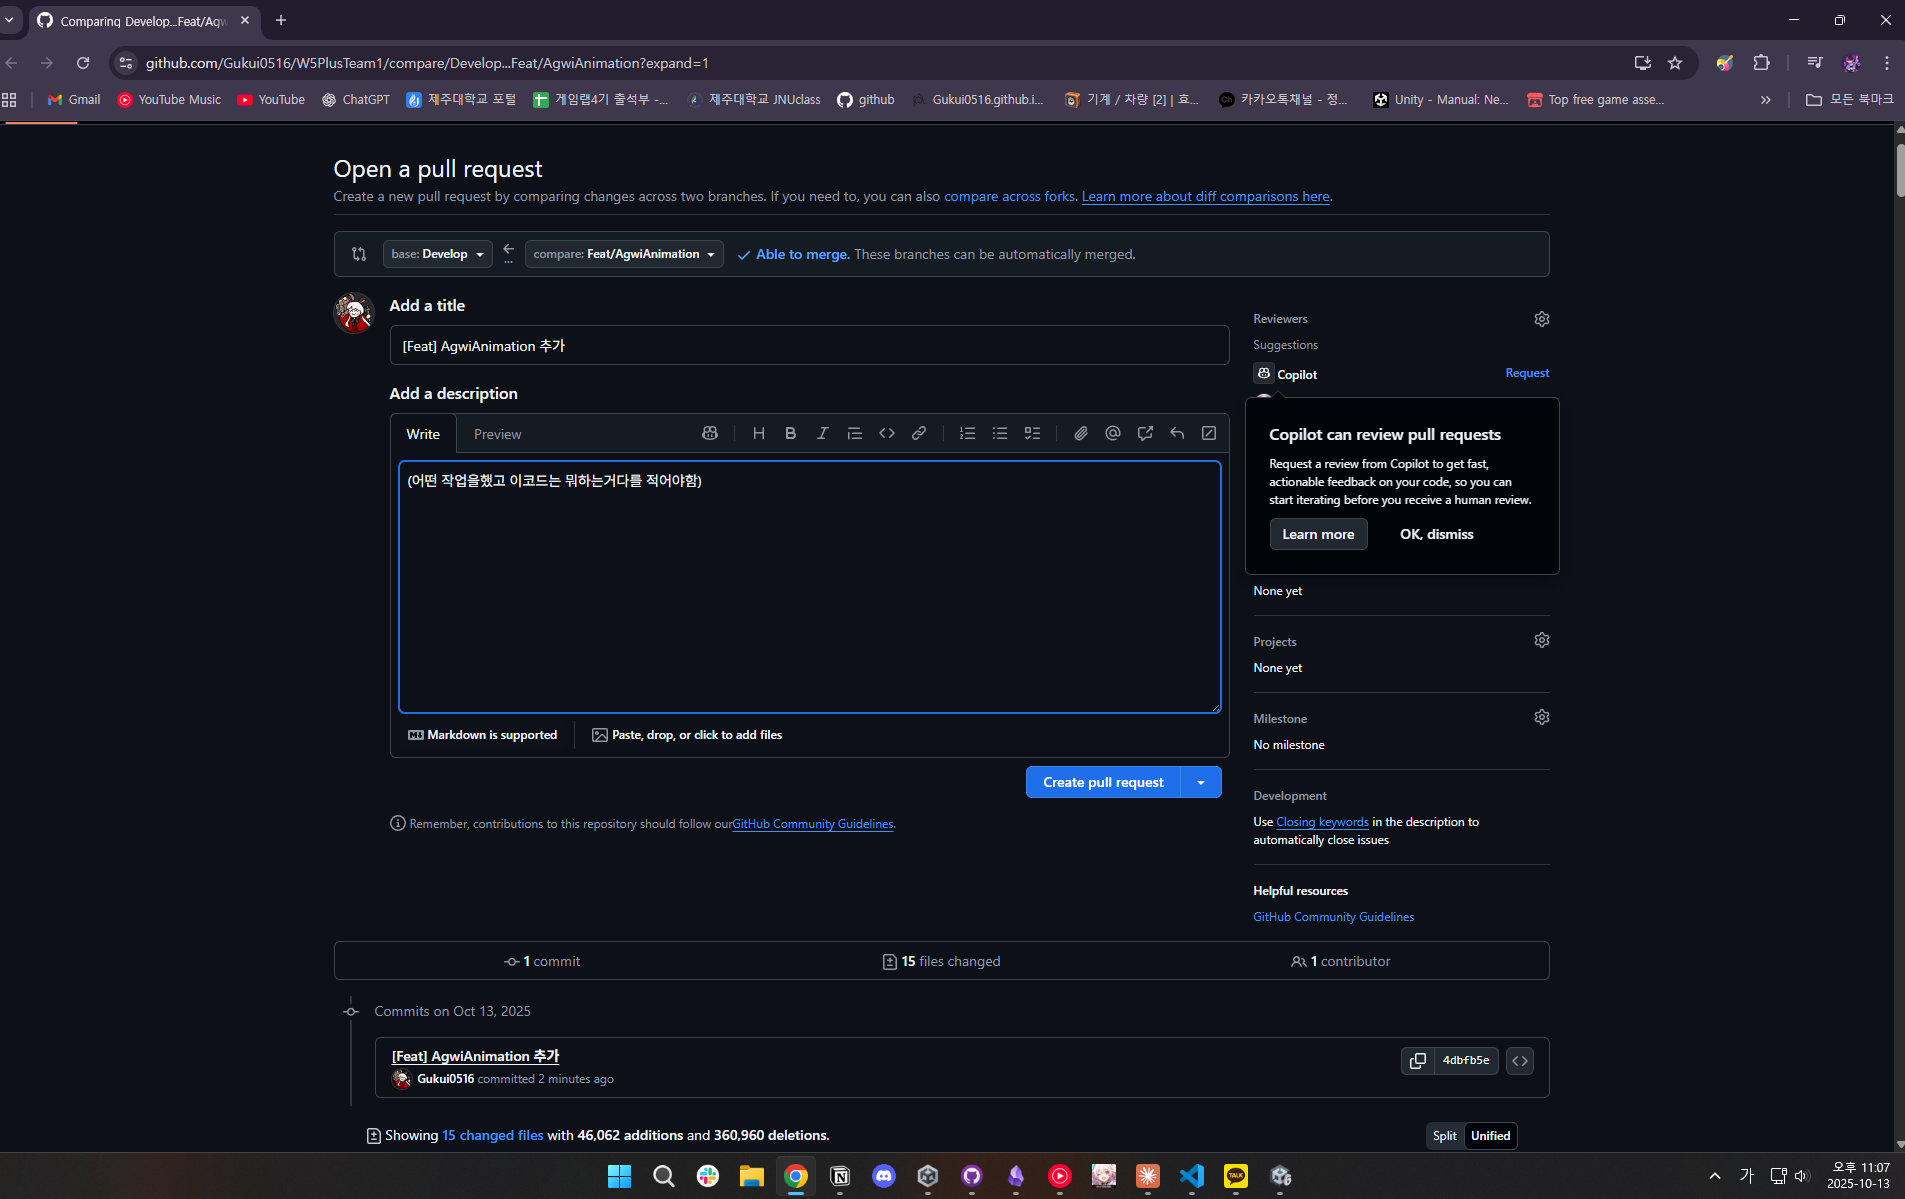 Comparing Develop...Feat/Agw
github.com/Gukui0516/W5PlusTeam1/compare/Develop...Feat/AgwiAnimation?expand=1
Gmail YouTube Music YouTube ChatGPT 제주대학교 포털 게임랩4기 출석부 -... 제주대학교 JNUclass github Gukui0516.github.i... 기계 / 차량 [2] | 효... 카카오톡채널 - 정... Unity - Manual: Ne... Top free game asse... » 모든 북마크
Open a pull request
Create a new pull request by comparing changes across two branches. If you need to, you can also compare across forks. Learn more about diff comparisons here.
base: Develop ... compare: Feat/AgwiAnimation Able to merge. These branches can be automatically merged.
Add a title
[Feat] AgwiAnimation 추가
Add a description
Write Preview
(어떤 작업을했고 이코드는 뭐하는거다를 적어야함)
Markdown is supported Paste, drop, or click to add files
Create pull request
Remember, contributions to this repository should follow our GitHub Community Guidelines.
Reviewers
Suggestions
Copilot Request
Copilot can review pull requests
Request a review from Copilot to get fast,
actionable feedback on your code, so you can
start iterating before you receive a human review.
Learn more OK, dismiss
None yet
Projects
None yet
Milestone
No milestone
Development
Use Closing keywords in the description to
automatically close issues
Helpful resources
GitHub Community Guidelines
1 commit 15 files changed 1 contributor
Commits on Oct 13, 2025
[Feat] AgwiAnimation 추가
4dbfb5e
Gukui0516 committed 2 minutes ago
Showing 15 changed files with 46,062 additions and 360,960 deletions.
Split Unified
TALK
가
오후 11:07
2025-10-13